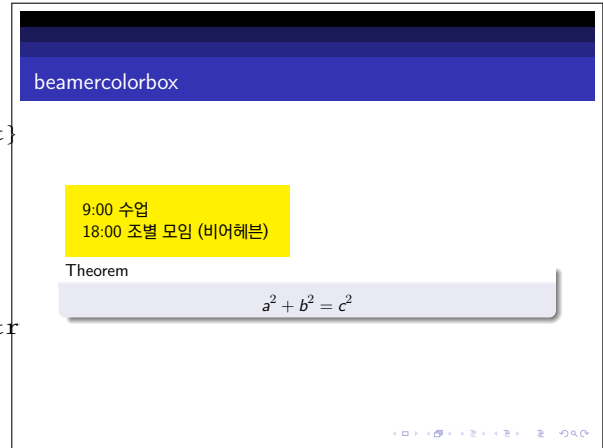 beamercolorbox
}
9:00 수업
18:00 조별 모임 (비어헤븐)
Theorem
a² + b² = c²
r